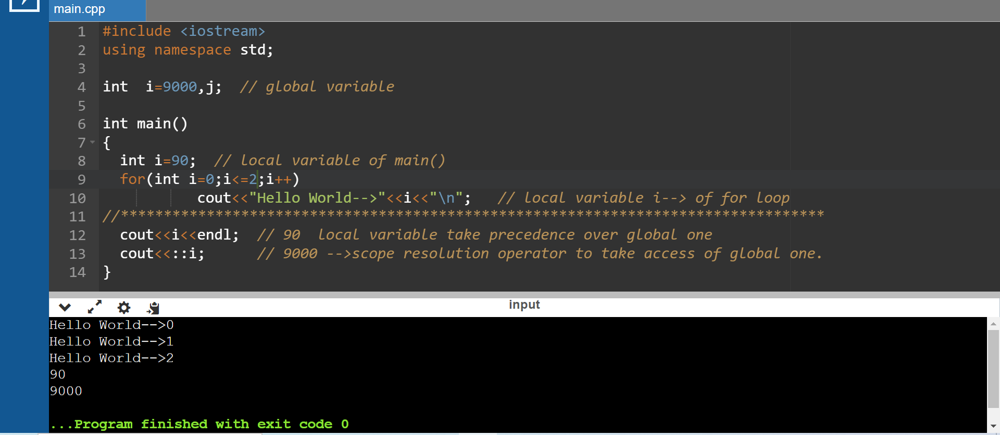 main.cpp
1 #include <iostream>
2 using namespace std;
3
4 int  i=9000,j;  // global variable
5
6 int main()
7 {
8   int i=90;  // local variable of main()
9   for(int i=0;i<=2;i++)
10            cout<<"Hello World-->"<<i<<"\n";   // local variable i--> of for loop
11 //**********************************************************************************
12   cout<<i<<endl;  // 90  local variable take precedence over global one
13   cout<<::i;      // 9000 -->scope resolution operator to take access of global one.
14 }
input
Hello World-->0
Hello World-->1
Hello World-->2
90
9000
...Program finished with exit code 0